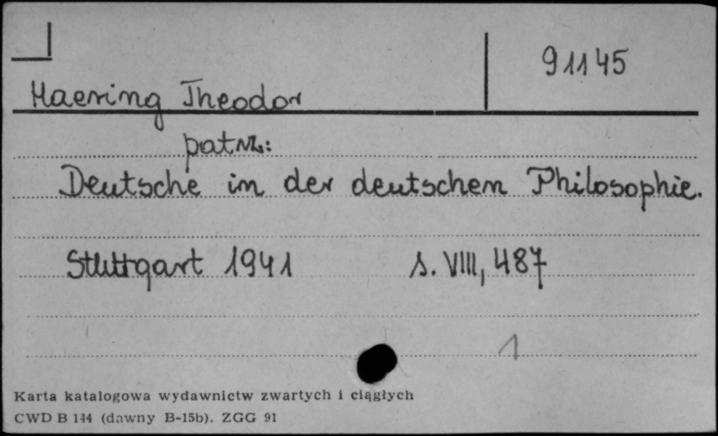 91145
Haering Theodor
patrz:
Deutsche in der deutschen Philosophie.
Stuttgart 1941 s. VIII, 487
1
Karta katalogowa wydawnictw zwartych i ciągłych
CWD B 144 (dawny B-15b). ZGG 91